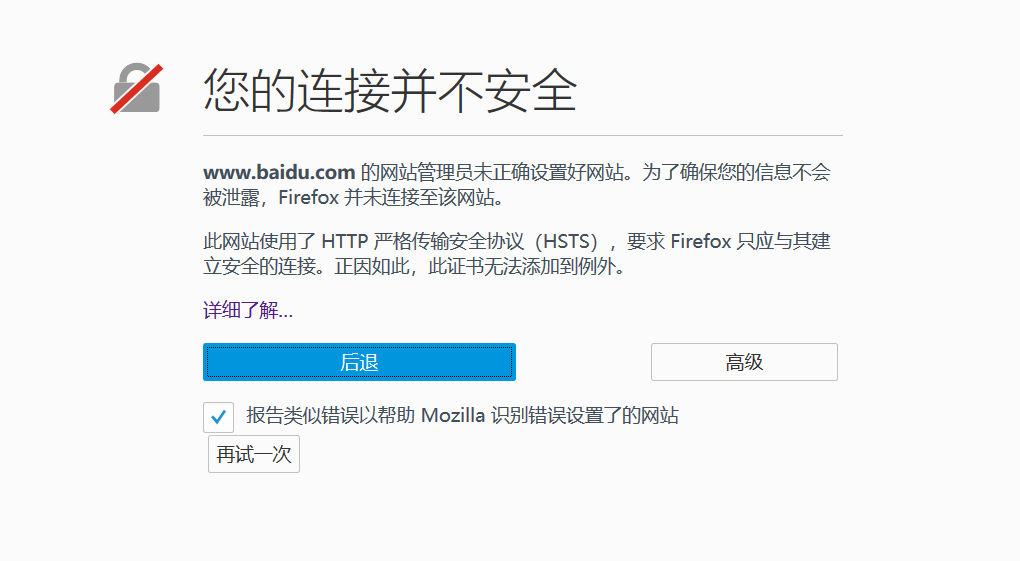 您的连接并不安全
www.baidu.com 的网站管理员未正确设置好网站。为了确保您的信息不会
被泄露，Firefox 并未连接至该网站。
此网站使用了 HTTP 严格传输安全协议（HSTS），要求 Firefox 只应与其建
立安全的连接。正因如此，此证书无法添加到例外。
详细了解...
后退
高级
报告类似错误以帮助 Mozilla 识别错误设置了的网站
再试一次